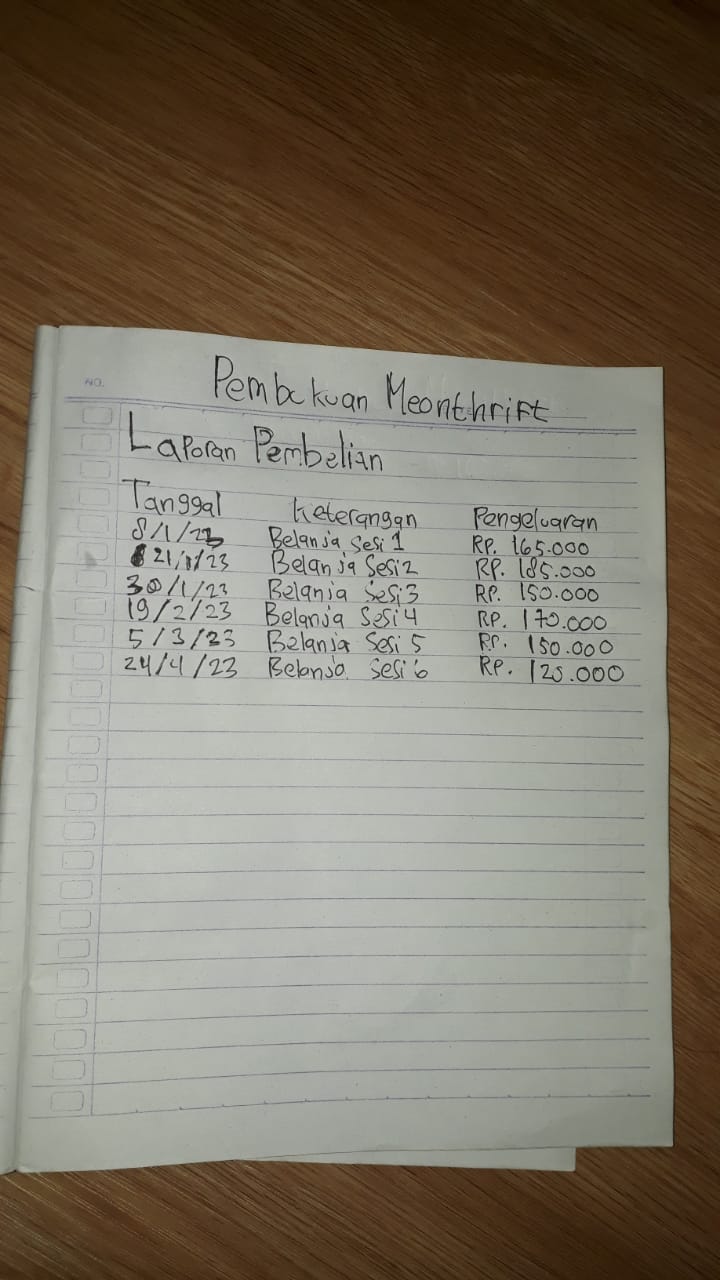 NO.
Pembukuan Meonthrift
Laporan Pembelian
Tanggal Keterangan Pengeluaran
8/1/23 Belanja Sesi 1 RP. 165.000
21/1/23 Belanja Sesi 2 RP. 185.000
30/1/23 Belanja Sesi 3 RP. 150.000
19/2/23 Belanja Sesi 4 RP. 170.000
5/3/23 Belanja Sesi 5 RP. 150.000
24/4/23 Belanja Sesi 6 RP. 125.000